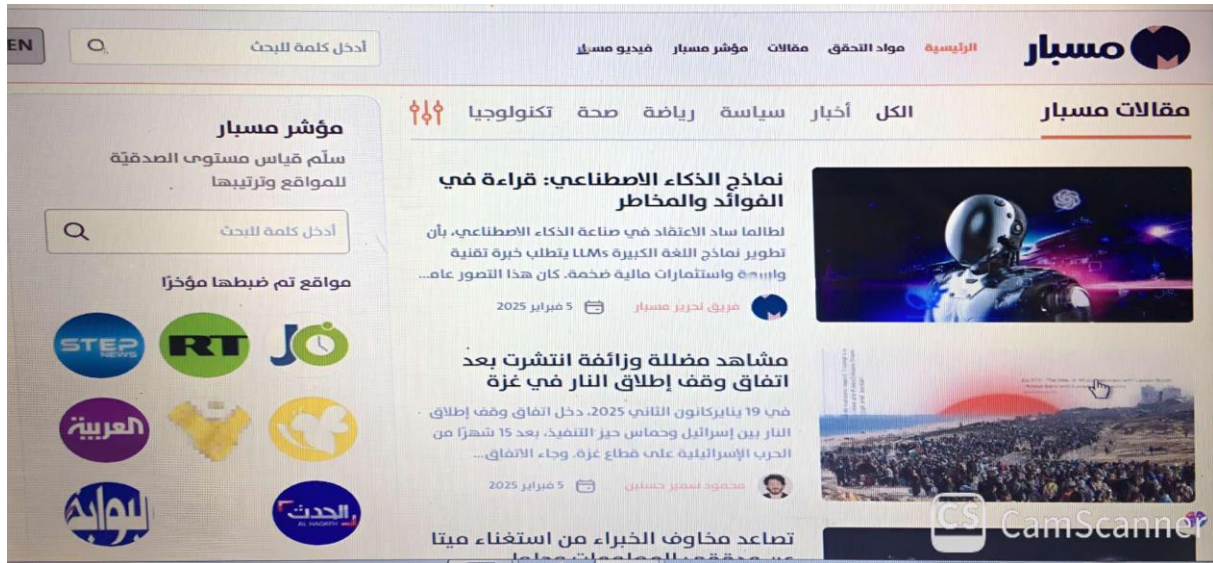 مسبار
الرئيسية مواد التحقق مقالات مؤشر مسبار فيديو مسبار
أدخل كلمة للبحث
EN
مقالات مسبار
الكل أخبار سياسة رياضة صحة تكنولوجيا
نماذج الذكاء الاصطناعي: قراءة في
الفوائد والمخاطر
لطالما ساد الاعتقاد في صناعة الذكاء الاصطناعي، بأن
تطوير نماذج اللغة الكبيرة LLMs يتطلب خبرة تقنية
واسعة واستثمارات مالية ضخمة. كان هذا التصور عام...
فريق تحرير مسبار
5 فبراير 2025
مشاهد مضللة وزائفة انتشرت بعد
اتفاق وقف إطلاق النار في غزة
في 19 يناير/كانون الثاني 2025، دخل اتفاق وقف إطلاق
النار بين إسرائيل وحماس حيز التنفيذ، بعد 15 شهرًا من
الحرب الإسرائيلية على قطاع غزة. وجاء الاتفاق...
محمود سمير حسنين
5 فبراير 2025
تصاعد مخاوف الخبراء من استغناء ميتا
مؤشر مسبار
سلّم قياس مستوى الصدقيّة
للمواقع وترتيبها
أدخل كلمة للبحث
مواقع تم ضبطها مؤخرًا
JO
RT
STEP
NEWS
العربية
الحدث
AL HADATH
بوابة
CS CamScanner